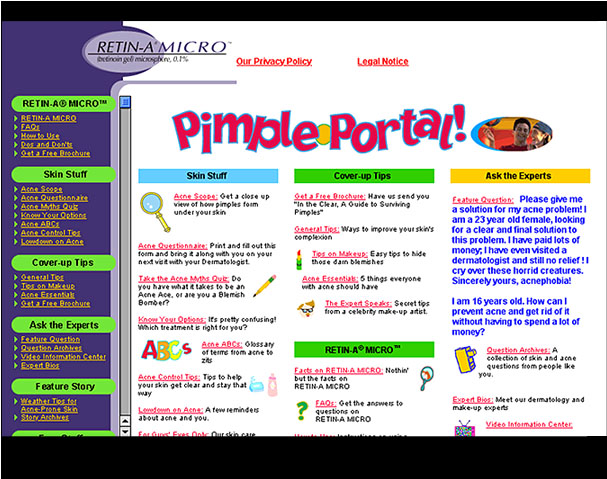 RETIN-A® MICRO™
(tretinoin gel) microsphere, 0.1%
Our Privacy Policy
Legal Notice
RETIN-A® MICRO™
RETIN-A MICRO
FAQs
How to Use
Dos and Don'ts
Get a Free Brochure
Skin Stuff
Acne Scope
Acne Questionnaire
Acne Myths Quiz
Know Your Options
Acne ABCs
Acne Control Tips
Lowdown on Acne
Cover-up Tips
General Tips
Tips on Makeup
Acne Essentials
Get a Free Brochure
Ask the Experts
Feature Question
Question Archives
Video Information Center
Expert Bios
Feature Story
Weather Tips for
Acne-Prone Skin
Story Archives
Pimple Portal!
Skin Stuff
Acne Scope: Get a close up
view of how pimples form
under your skin
Acne Questionnaire: Print and fill out this
form and bring it along with you on your
next visit with your Dermatologist.
Take the Acne Myths Quiz: Do
you have what it takes to be an
Acne Ace, or are you a Blemish
Bomber?
Know Your Options: It's pretty confusing!
Which treatment is right for you?
ABCs
Acne ABCs: Glossary
of terms from acne to
zits
Acne Control Tips: Tips to help
your skin get clear and stay that
way
Lowdown on Acne: A few reminders
about acne and you.
For Guys' Eyes Only: Our skin care
Cover-up Tips
Get a Free Brochure: Have us send you
"In the Clear, A Guide to Surviving
Pimples"
General Tips: Ways to improve your skin's
complexion
Tips on Makeup: Easy tips to hide
those darn blemishes
Acne Essentials: 5 things everyone
with acne should have
The Expert Speaks: Secret tips
from a celebrity make-up artist.
RETIN-A® MICRO™
Facts on RETIN-A MICRO: Nothin'
but the facts on
RETIN-A MICRO
FAQs: Get the answers to
questions on
RETIN-A MICRO
How to Use: Instructions on using
Ask the Experts
Feature Question: Please give me
a solution for my acne problem! I
am a 23 year old female, looking
for a clear and final solution to
this problem. I have paid lots of
money; I have even visited a
dermatologist and still no relief ! I
cry over these horrid creatures.
Sincerely yours, acnephobia!
I am 16 years old. How can I
prevent acne and get rid of it
without having to spend a lot of
money?
Question Archives: A
collection of skin and acne
questions from people like
you.
Expert Bios: Meet our dermatology and
make-up experts
Video Information Center.